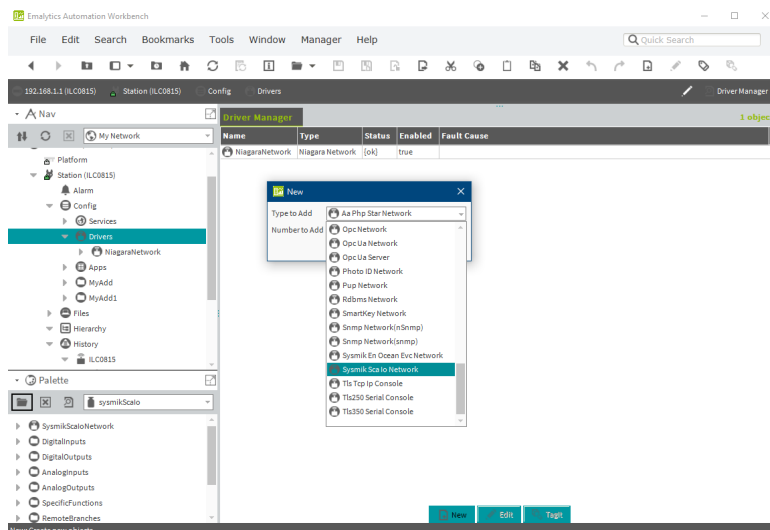 Emalytics Automation Workbench
File Edit Search Bookmarks Tools Window Manager Help
Quick Search
192.168.1.1 (ILC0815) Station (ILC0815) Config Drivers Driver Manager
Nav
My Network
Platform
Station (ILC0815)
Alarm
Config
Services
Drivers
NiagaraNetwork
Apps
MyAdd
MyAdd1
Files
Hierarchy
History
ILC0815
Palette
sysmikScaIo
SysmikScaIoNetwork
DigitalInputs
DigitalOutputs
AnalogInputs
AnalogOutputs
SpecificFunctions
RemoteBranches
Driver Manager 1 objec
Name Type Status Enabled Fault Cause
NiagaraNetwork Niagara Network {ok} true
New
Type to Add Aa Php Star Network
Number to Add
Opc Network
Opc Ua Network
Opc Ua Server
Photo ID Network
Pup Network
Rdbms Network
SmartKey Network
Snmp Network(nSnmp)
Snmp Network(snmp)
Sysmik En Ocean Evc Network
Sysmik Sca Io Network
Tls Tcp Ip Console
Tls250 Serial Console
Tls350 Serial Console
New Edit TagIt